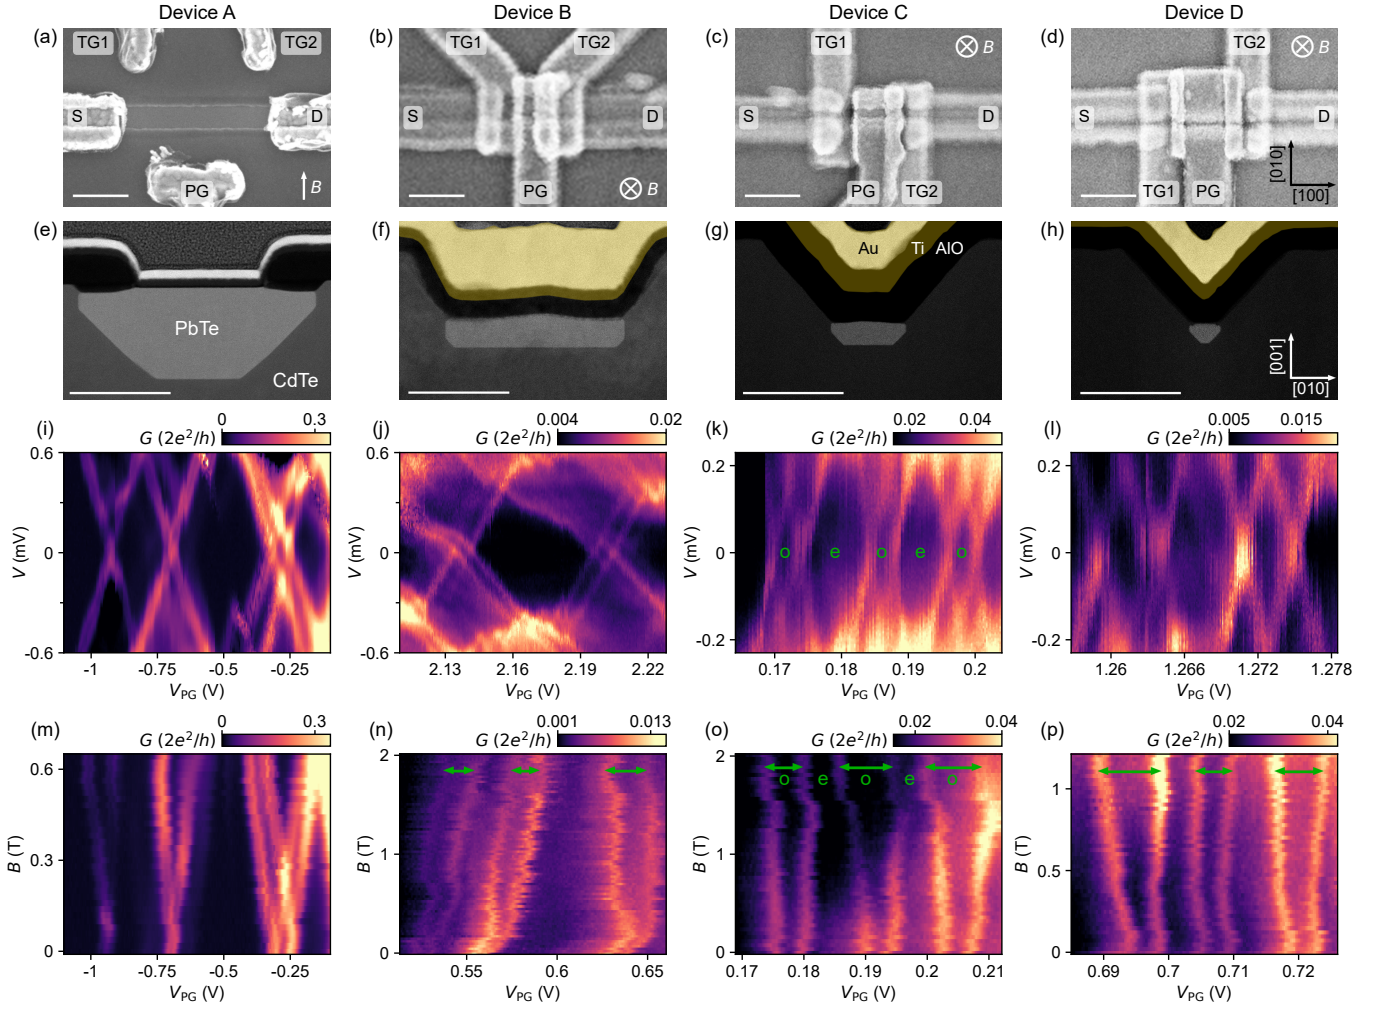 Device A
Device B
Device C
Device D
(a)
TG1
TG2
S
D
PG
B
(b)
TG1
TG2
S
D
PG
B
(c)
TG1
B
S
D
PG
TG2
(d)
TG2
B
S
D
TG1
PG
[010]
[100]
(e)
PbTe
CdTe
(f)
(g)
Au
Ti
AlO
(h)
[001]
[010]
(i)
G (2e²/h)
0
0.3
0.6
0
-0.6
V (mV)
-1
-0.75
-0.5
-0.25
V_PG (V)
(j)
G (2e²/h)
0.004
0.02
0.6
0
-0.6
V (mV)
2.13
2.16
2.19
2.22
V_PG (V)
(k)
G (2e²/h)
0.02
0.04
0.2
0
-0.2
V (mV)
o
e
o
e
o
0.17
0.18
0.19
0.2
V_PG (V)
(l)
G (2e²/h)
0.005
0.015
0.2
0
-0.2
V (mV)
1.26
1.266
1.272
1.278
V_PG (V)
(m)
G (2e²/h)
0
0.3
0.6
0.3
0
B (T)
-1
-0.75
-0.5
-0.25
V_PG (V)
(n)
G (2e²/h)
0.001
0.013
2
1
0
B (T)
0.55
0.6
0.65
V_PG (V)
(o)
G (2e²/h)
0.02
0.04
2
1
0
B (T)
o
e
o
e
o
0.17
0.18
0.19
0.2
0.21
V_PG (V)
(p)
G (2e²/h)
0.02
0.04
1
0.5
0
B (T)
0.69
0.7
0.71
0.72
V_PG (V)